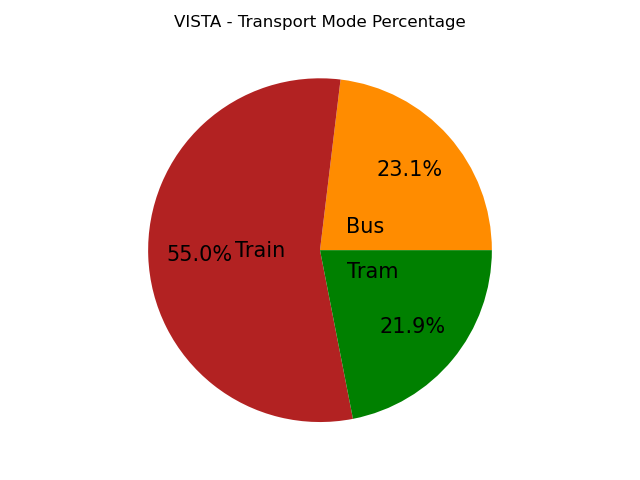 VISTA - Transport Mode Percentage
23.1%
Bus
55.0% Train
Tram
21.9%